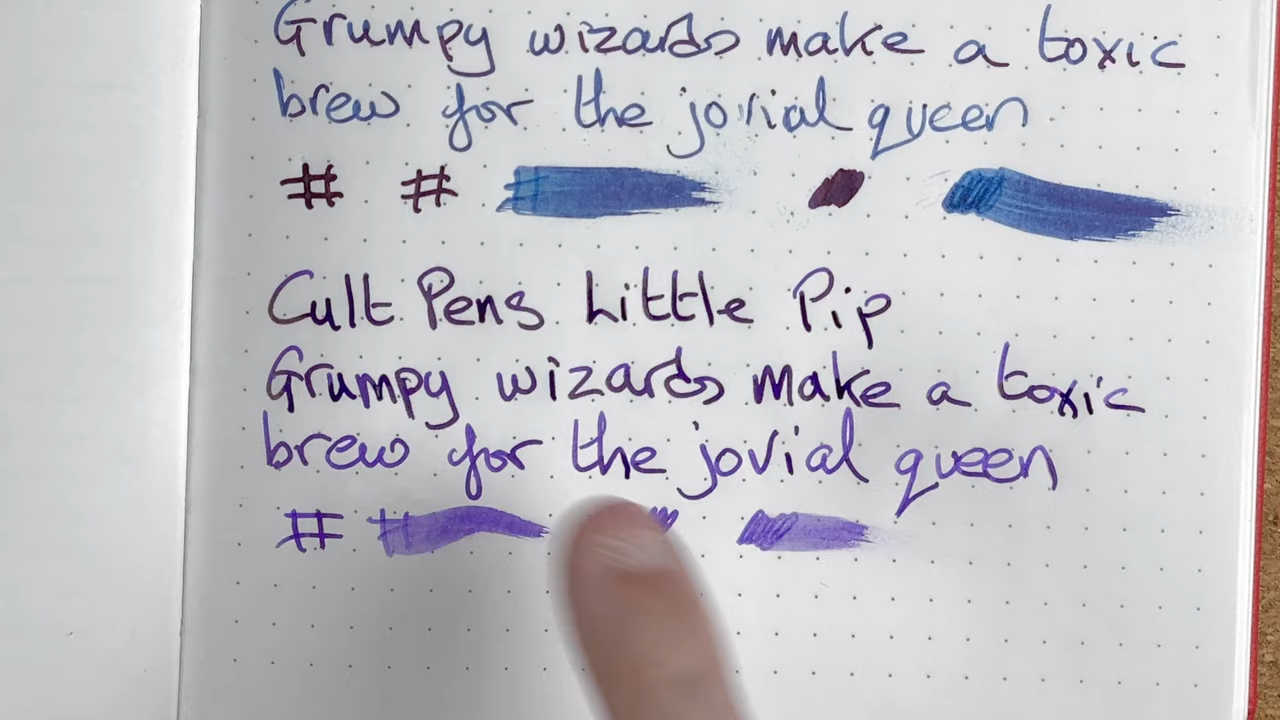 Grumpy wizards make a toxic
brew for the jovial queen
# #
Cult Pens Little Pip
Grumpy wizards make a toxic
brew for the jovial queen
# #